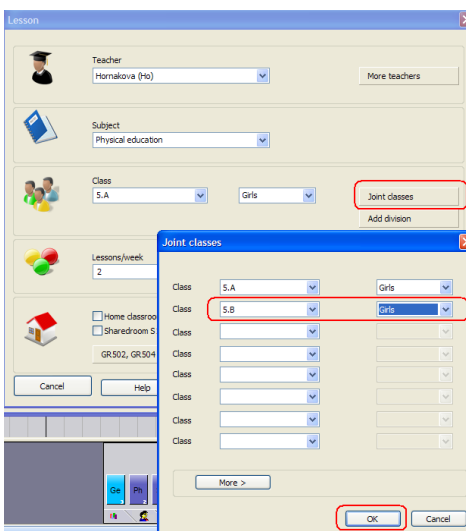 Lesson
Teacher
Hornakova (Ho)
More teachers
Subject
Physical education
Class
5.A Girls
Joint classes
Add division
Lessons/week
2
Home classroo
Sharedroom S
GR502, GR504
Cancel Help
Joint classes
Class 5.A Girls
Class 5.B Girls
Class
Class
Class
Class
Class
Class
More >
OK Cancel
Ge Ph